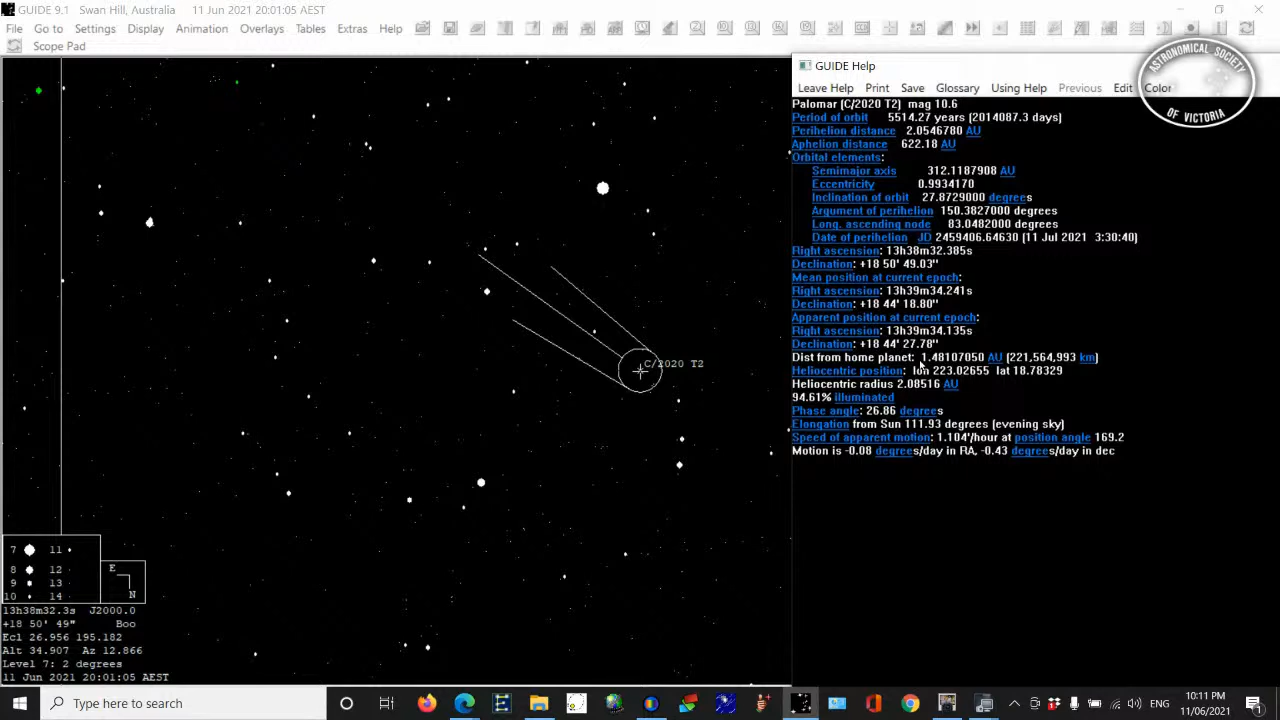 GUIDE 9.1 Swan Hill, Australia 11 Jun 2021 20:01:05 AEST
File Go to Settings Display Animation Overlays Tables Extras Help
Scope Pad
C/2020 T2
7 11
8 12
9 13
10 14
E
N
13h38m32.3s J2000.0
+18 50' 49" Boo
Ecl 26.956 195.182
Alt 34.907 Az 12.866
Level 7: 2 degrees
11 Jun 2021 20:01:05 AEST
GUIDE Help
Leave Help Print Save Glossary Using Help Previous Edit Color
ASTRONOMICAL SOCIETY
OF VICTORIA
Palomar (C/2020 T2) mag 10.6
Period of orbit 5514.27 years (2014087.3 days)
Perihelion distance 2.0546780 AU
Aphelion distance 622.18 AU
Orbital elements:
Semimajor axis 312.1187908 AU
Eccentricity 0.9934170
Inclination of orbit 27.8729000 degrees
Argument of perihelion 150.3827000 degrees
Long. ascending node 83.0482000 degrees
Date of perihelion JD 2459406.64630 (11 Jul 2021 3:30:40)
Right ascension: 13h38m32.385s
Declination: +18 50' 49.03''
Mean position at current epoch:
Right ascension: 13h39m34.241s
Declination: +18 44' 18.80''
Apparent position at current epoch:
Right ascension: 13h39m34.135s
Declination: +18 44' 27.78''
Dist from home planet: 1.48107050 AU (221,564,993 km)
Heliocentric position: lon 223.02655 lat 18.78329
Heliocentric radius 2.08516 AU
94.61% illuminated
Phase angle: 26.86 degrees
Elongation from Sun 111.93 degrees (evening sky)
Speed of apparent motion: 1.104'/hour at position angle 169.2
Motion is -0.08 degrees/day in RA, -0.43 degrees/day in dec
Type here to search
ENG
10:11 PM
11/06/2021
1